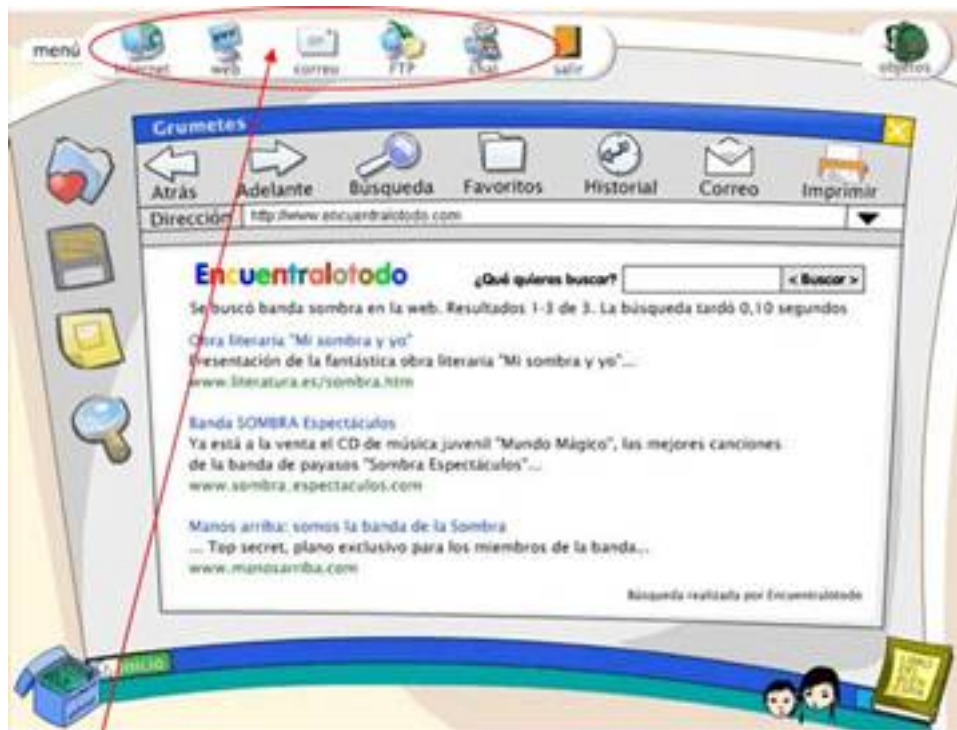 menú
Internet web correo FTP chat salir
objetos
Grumetes
Atrás Adelante Búsqueda Favoritos Historial Correo Imprimir
Dirección http://www.encuentralotodo.com
Encuentralotodo ¿Qué quieres buscar? < Buscar >
Se buscó banda sombra en la web. Resultados 1-3 de 3. La búsqueda tardó 0,10 segundos
Obra literaria "Mi sombra y yo"
Presentación de la fantástica obra literaria "Mi sombra y yo"...
www.literatura.es/sombra.htm
Banda SOMBRA Espectáculos
Ya está a la venta el CD de música juvenil "Mundo Mágico", las mejores canciones
de la banda de payasos "Sombra Espectáculos"...
www.sombra.espectaculos.com
Manos arriba: somos la banda de la Sombra
... Top secret, plano exclusivo para los miembros de la banda...
www.manosarriba.com
Búsqueda realizada por Encuentralotodo
inicio
LIBRO
DEL
BUEN